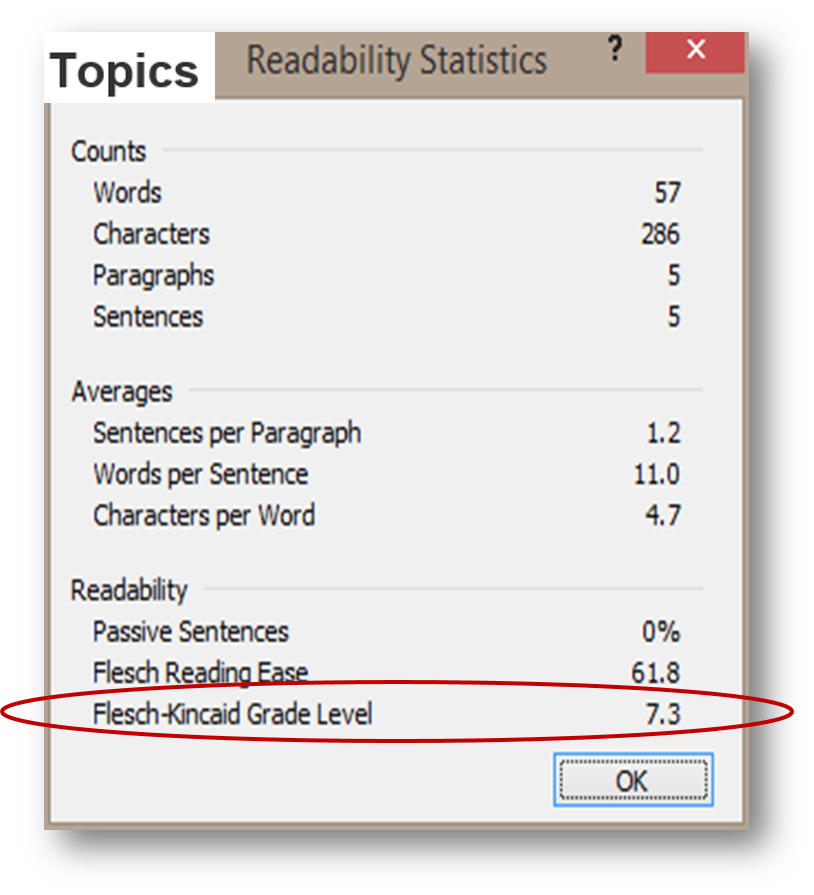 Topics Readability Statistics ? x
Counts
Words 57
Characters 286
Paragraphs 5
Sentences 5
Averages
Sentences per Paragraph 1.2
Words per Sentence 11.0
Characters per Word 4.7
Readability
Passive Sentences 0%
Flesch Reading Ease 61.8
Flesch-Kincaid Grade Level 7.3
OK